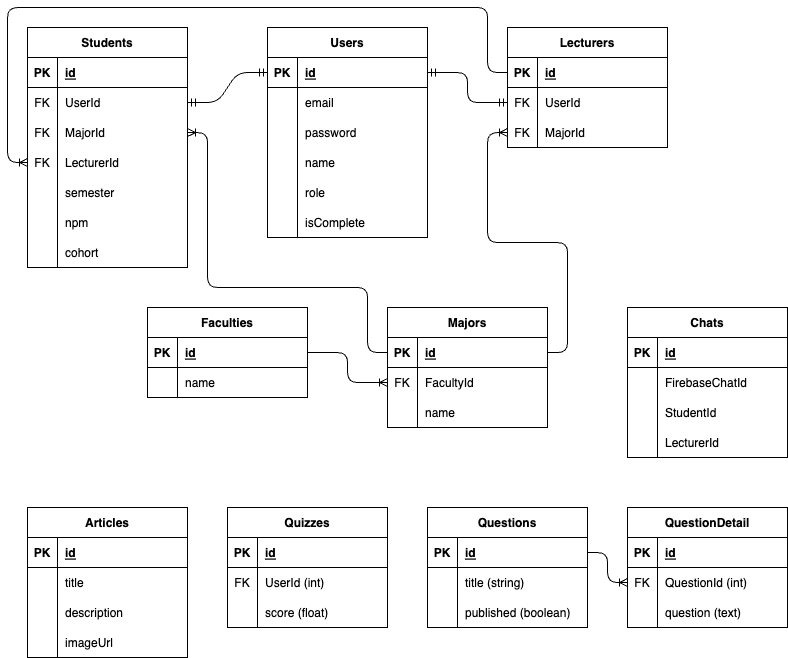 Students
PK id
FK UserId
FK MajorId
FK LecturerId
semester
npm
cohort
Users
PK id
email
password
name
role
isComplete
Lecturers
PK id
FK UserId
FK MajorId
Faculties
PK id
name
Majors
PK id
FK FacultyId
name
Chats
PK id
FirebaseChatId
StudentId
LecturerId
Articles
PK id
title
description
imageUrl
Quizzes
PK id
FK UserId (int)
score (float)
Questions
PK id
title (string)
published (boolean)
QuestionDetail
PK id
FK QuestionId (int)
question (text)